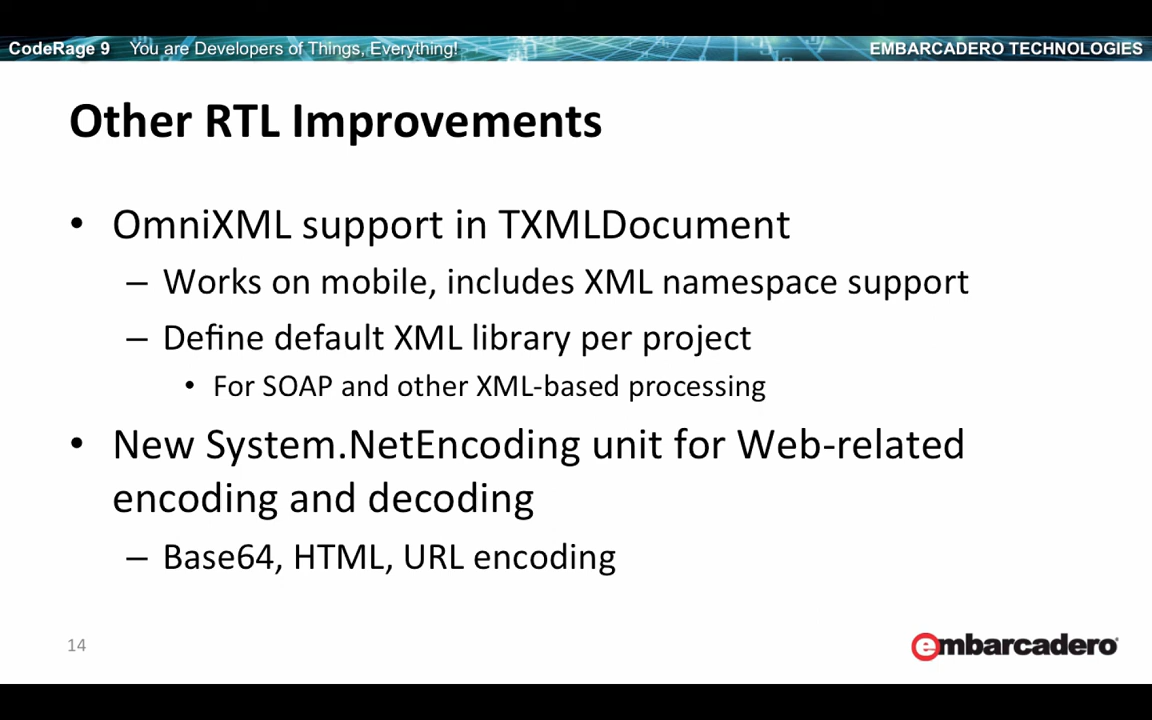 CodeRage 9 You are Developers of Things, Everything! EMBARCADERO TECHNOLOGIES
Other RTL Improvements
• OmniXML support in TXMLDocument
– Works on mobile, includes XML namespace support
– Define default XML library per project
• For SOAP and other XML-based processing
• New System.NetEncoding unit for Web-related
encoding and decoding
– Base64, HTML, URL encoding
14 embarcadero®